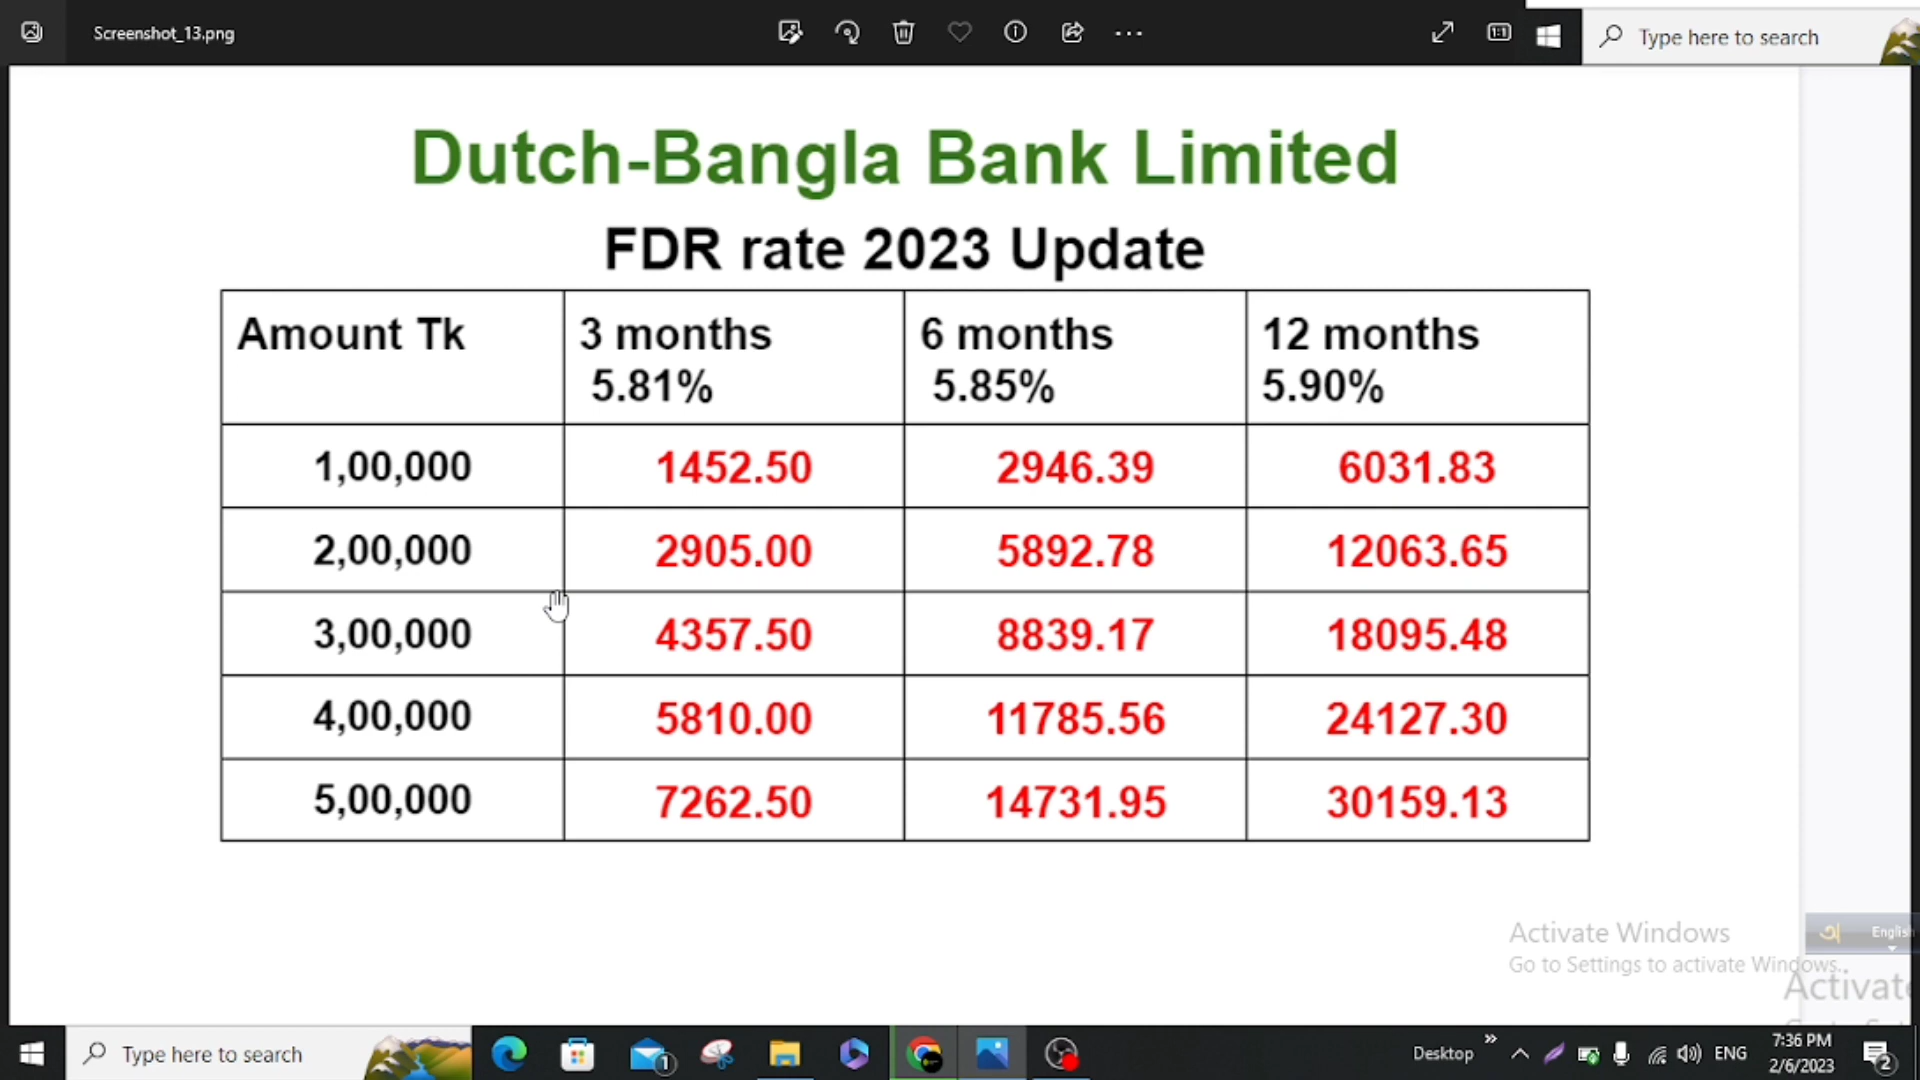 Screenshot_13.png
Type here to search
Dutch-Bangla Bank Limited
FDR rate 2023 Update
Amount Tk 3 months 6 months 12 months
5.81% 5.85% 5.90%
1,00,000 1452.50 2946.39 6031.83
2,00,000 2905.00 5892.78 12063.65
3,00,000 4357.50 8839.17 18095.48
4,00,000 5810.00 11785.56 24127.30
5,00,000 7262.50 14731.95 30159.13
Activate Windows
Go to Settings to activate Windows.
অ English
Activate
Type here to search
1
Desktop
ENG
7:36 PM
2/6/2023
2